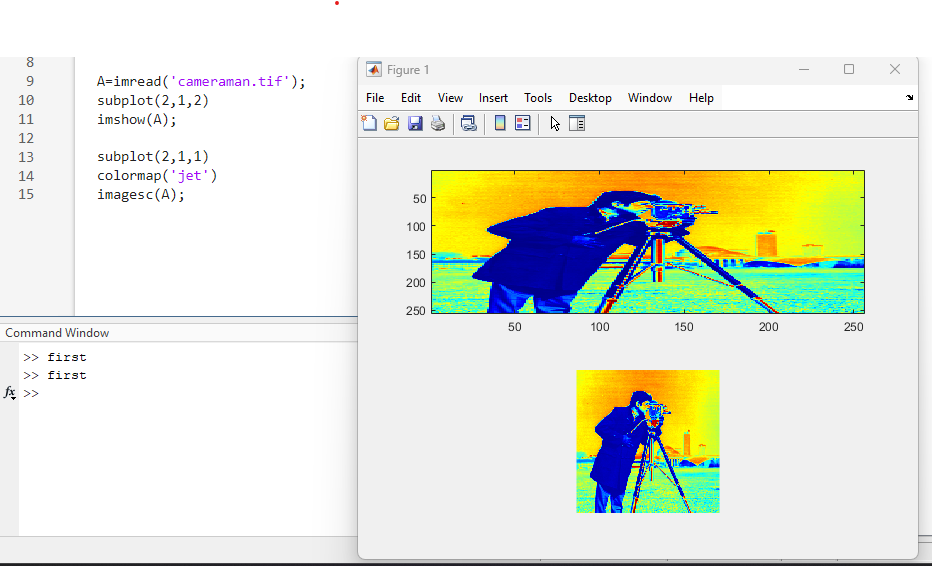 8
9 A=imread('cameraman.tif');
10 subplot(2,1,2)
11 imshow(A);
12
13 subplot(2,1,1)
14 colormap('jet')
15 imagesc(A);
Figure 1
File Edit View Insert Tools Desktop Window Help
50
100
150
200
250
50 100 150 200 250
Command Window
>> first
>> first
fx >>